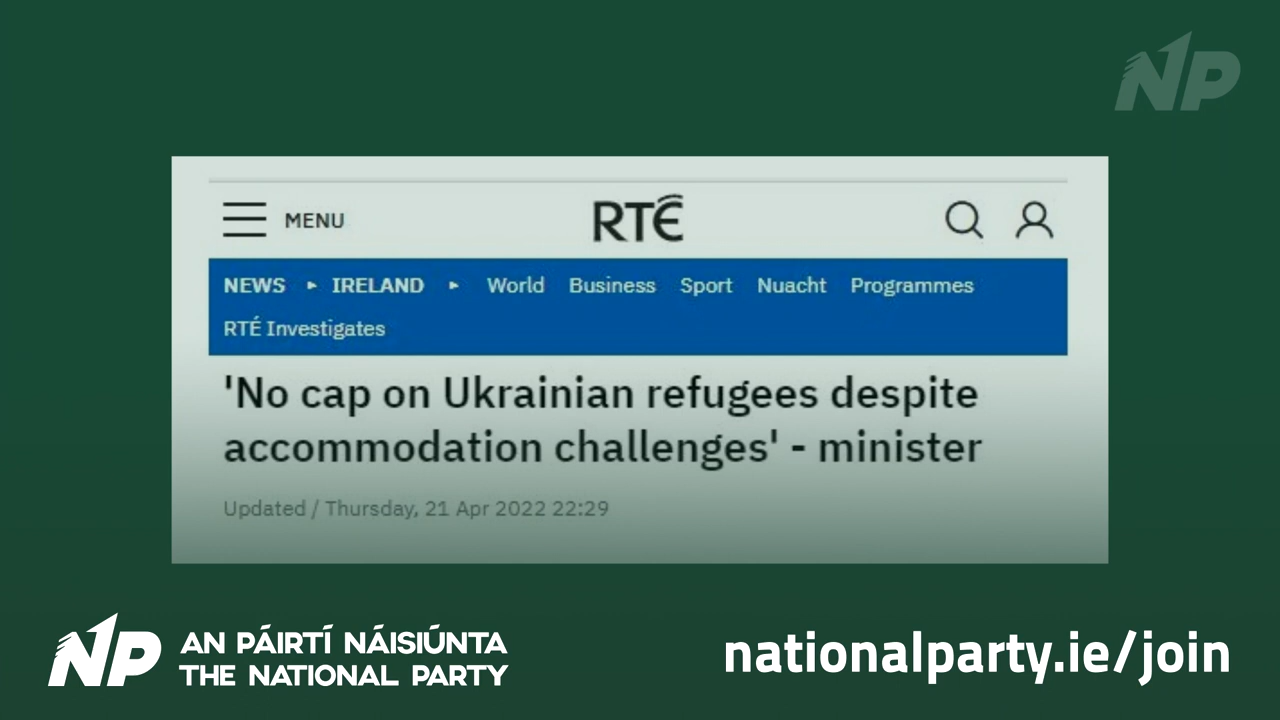 NP
MENU
RTÉ
NEWS ▸ IRELAND ▸ World Business Sport Nuacht Programmes
RTÉ Investigates
'No cap on Ukrainian refugees despite
accommodation challenges' - minister
Updated / Thursday, 21 Apr 2022 22:29
NP
AN PÁIRTÍ NÁISIÚNTA
THE NATIONAL PARTY
nationalparty.ie/join